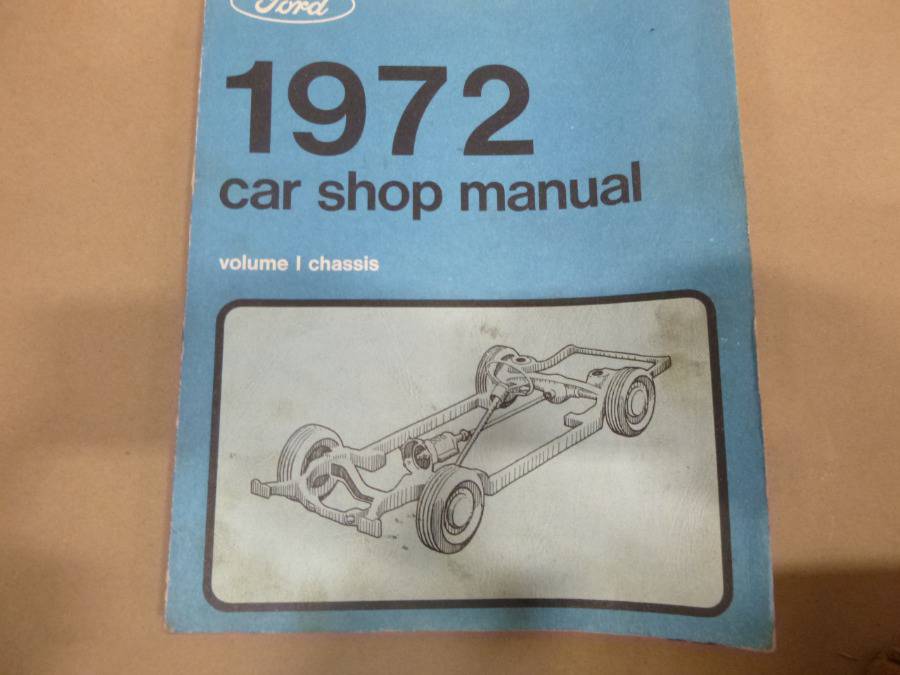 Ford
1972
car shop manual
volume I chassis